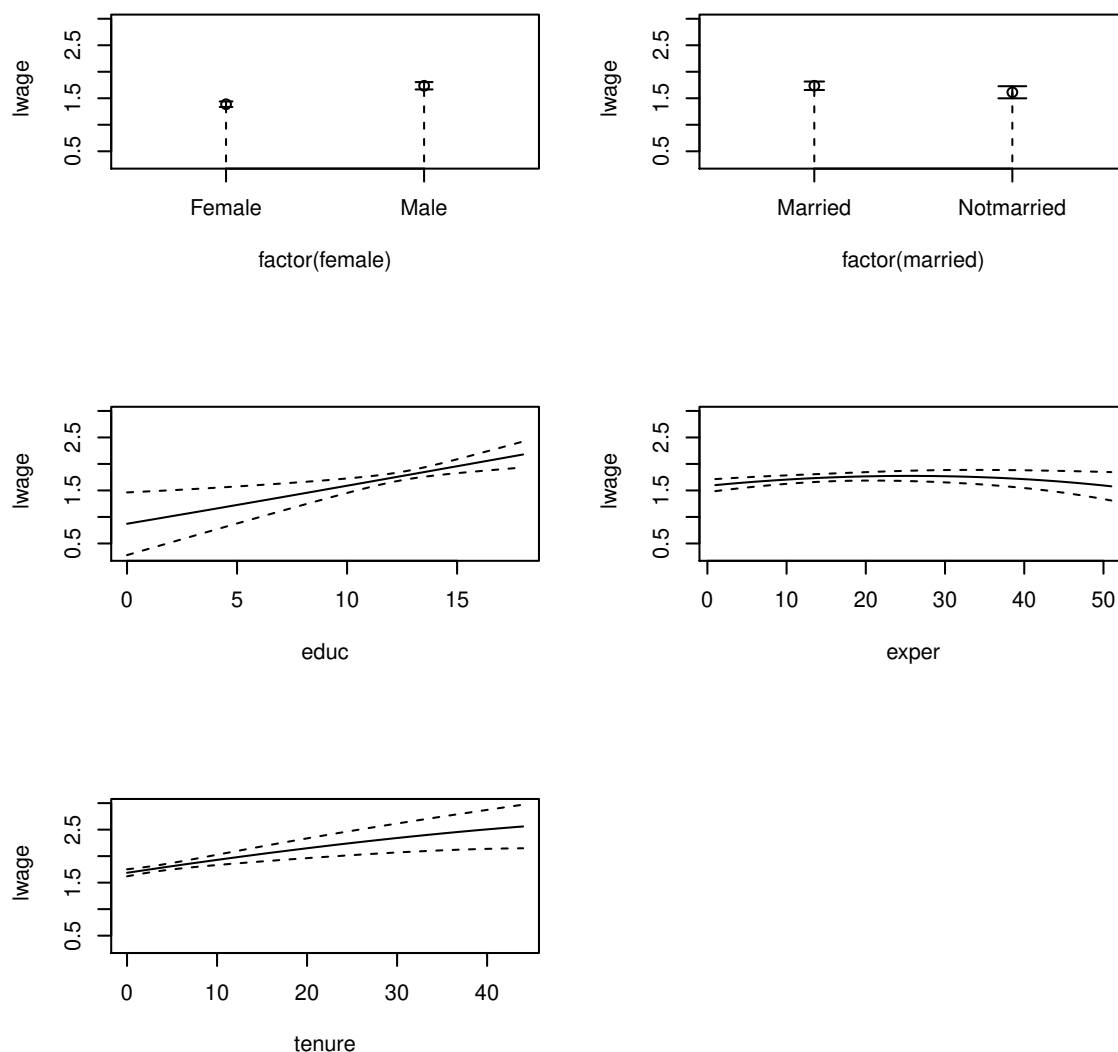 lwage
0.5 1.5 2.5
Female Male
factor(female)
lwage
0.5 1.5 2.5
Married Notmarried
factor(married)
lwage
0.5 1.5 2.5
0 5 10 15
educ
lwage
0.5 1.5 2.5
0 10 20 30 40 50
exper
lwage
0.5 1.5 2.5
0 10 20 30 40
tenure